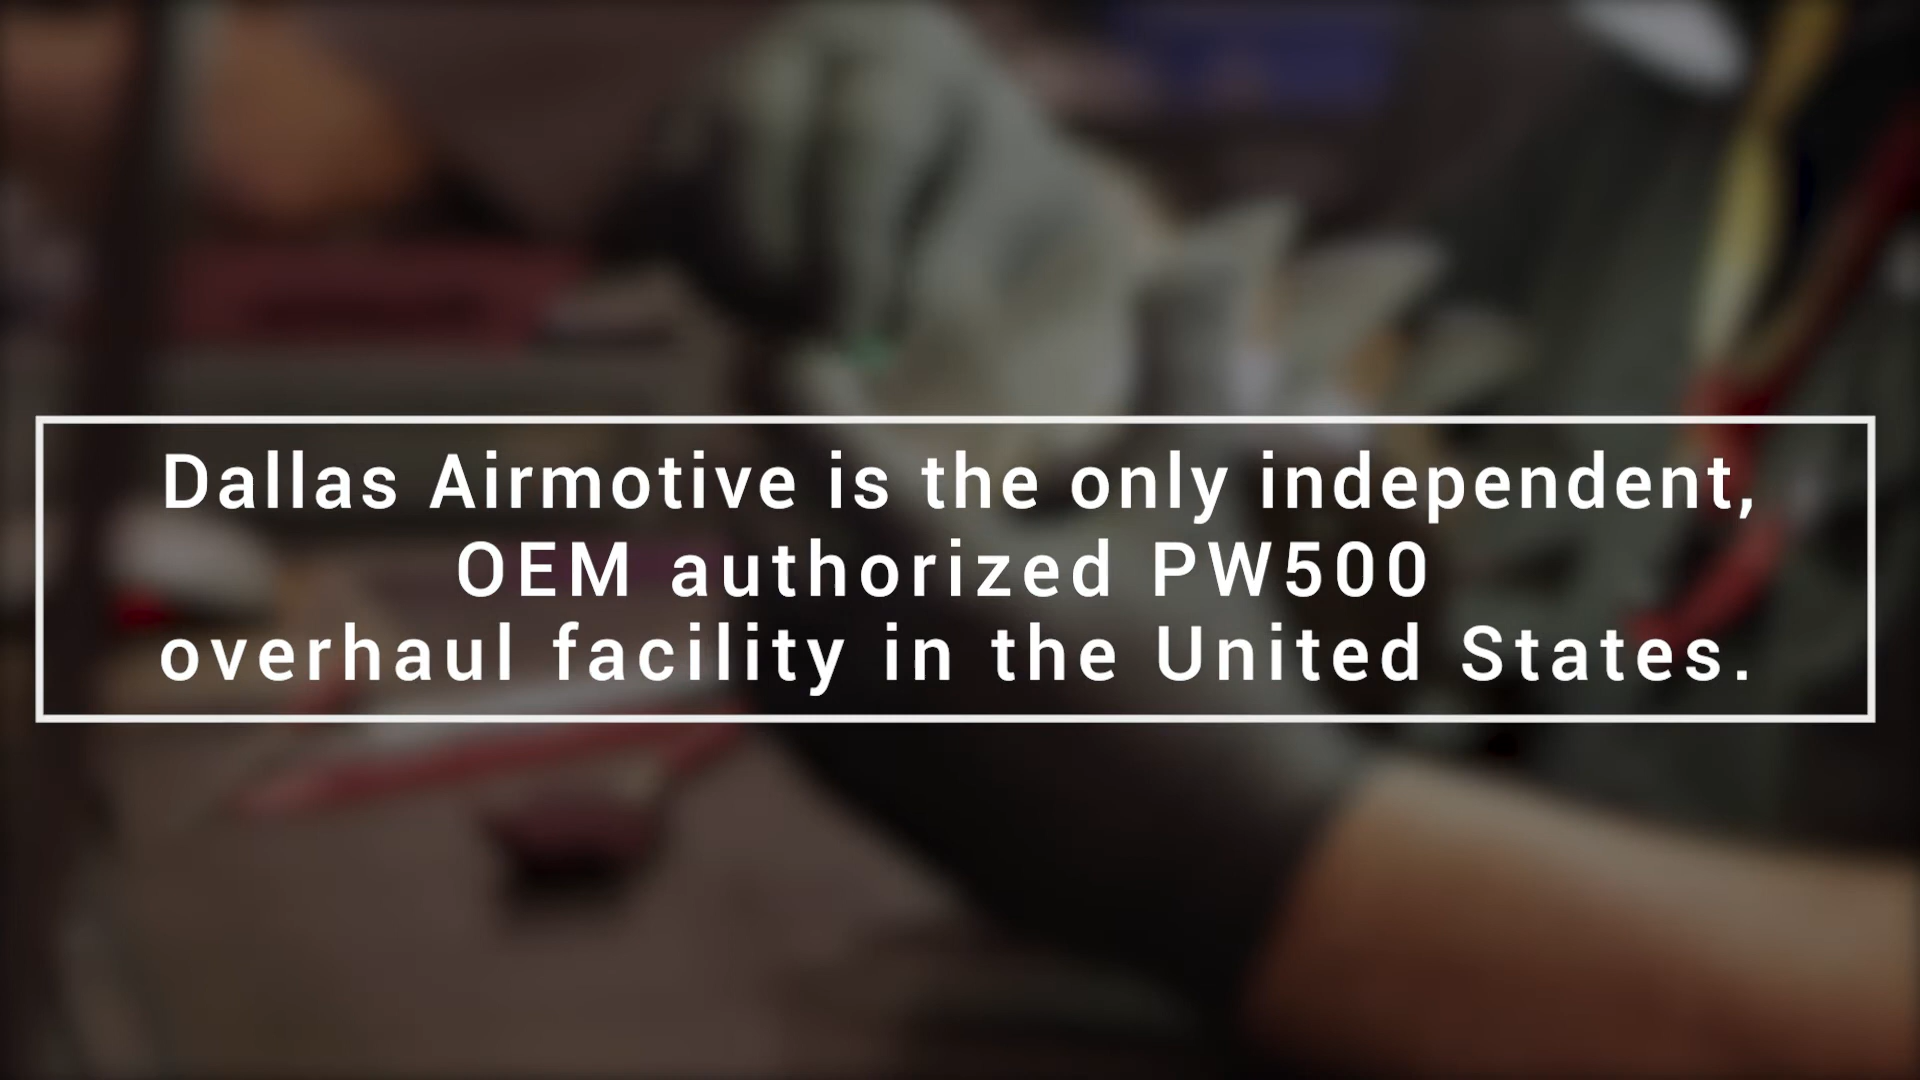 Dallas Airmotive is the only independent,
OEM authorized PW500
overhaul facility in the United States.